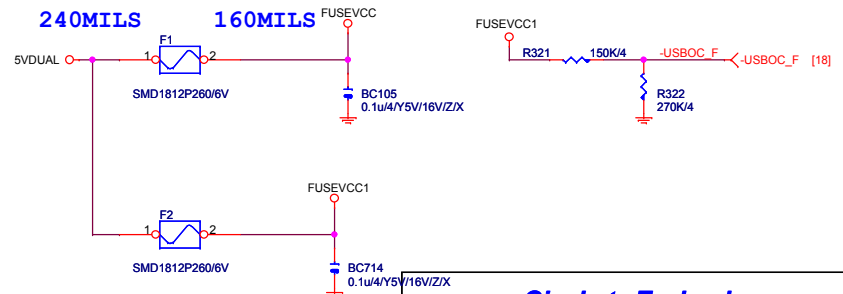 240MILS 160MILS FUSEVCC
5VDUAL
F1
1 2
SMD1812P260/6V
BC105
0.1u/4/Y5V/16V/Z/X
FUSEVCC1
R321 150K/4 -USBOC_F -USBOC_F [18]
R322
270K/4
FUSEVCC1
F2
1 2
SMD1812P260/6V
BC714
0.1u/4/Y5V/16V/Z/X